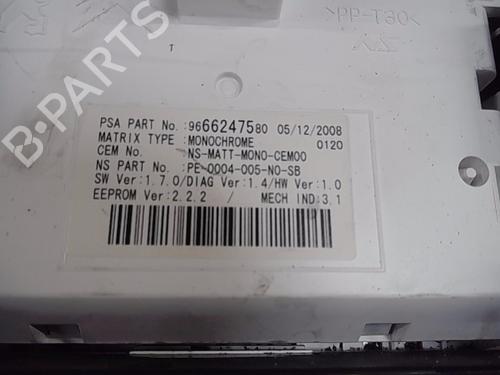 >PP-T30<
T
PSA PART No.:9666247580 05/12/2008
MATRIX TYPE :MONOCHROME 0120
CEM No. :NS-MATT-MONO-CEM00
NS PART No. :PE-0004-005-N0-SB
SW Ver:1.7.0/DIAG Ver:1.4/HW Ver:1.0
EEPROM Ver:2.2.2 / MECH IND:3.1
B-PARTS